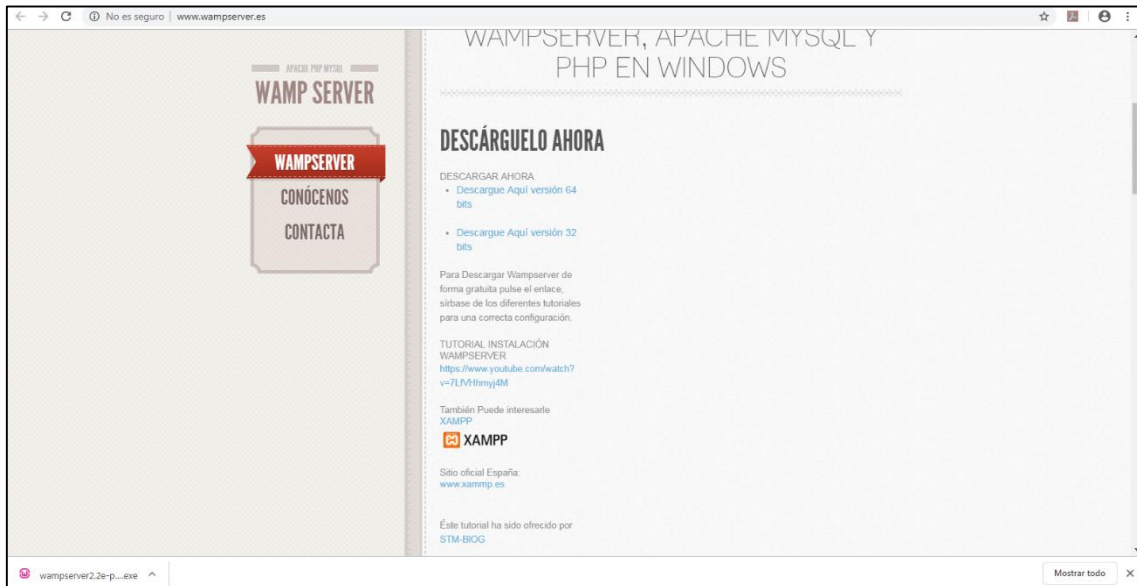 No es seguro | www.wampserver.es
WAMPSERVER, APACHE MYSQL Y
PHP EN WINDOWS
APACHE PHP MYSQL
WAMP SERVER
WAMPSERVER
CONÓCENOS
CONTACTA
DESCÁRGUELO AHORA
DESCARGAR AHORA
• Descargue Aquí versión 64
bits
• Descargue Aquí versión 32
bits
Para Descargar Wampserver de
forma gratuita pulse el enlace,
sírbase de los diferentes tutoriales
para una correcta configuración.
TUTORIAL INSTALACIÓN
WAMPSERVER
https://www.youtube.com/watch?
v=7LfVHhmyj4M
También Puede interesarle
XAMPP
XAMPP
Sitio oficial España:
www.xammp.es
Éste tutorial ha sido ofrecido por
STM-BlOG
wampserver2.2e-p....exe
Mostrar todo